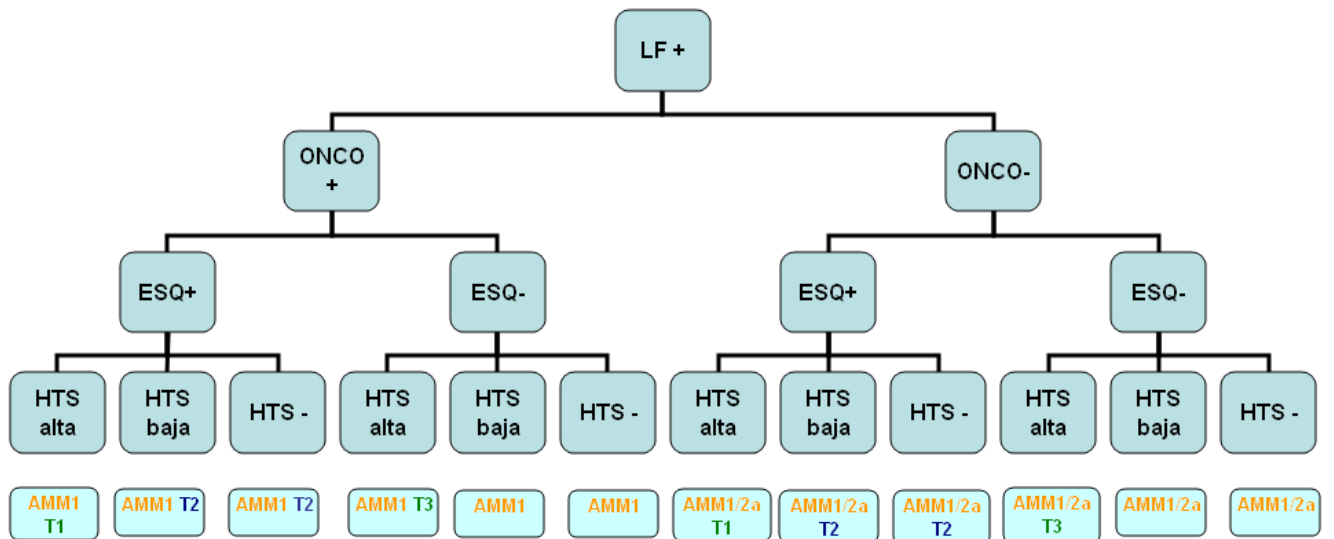 LF +
ONCO
+
ONCO-
ESQ+
ESQ-
ESQ+
ESQ-
HTS
alta
HTS
baja
HTS -
HTS
alta
HTS
baja
HTS -
HTS
alta
HTS
baja
HTS -
HTS
alta
HTS
baja
HTS -
AMM1
T1
AMM1 T2
AMM1 T2
AMM1 T3
AMM1
AMM1
AMM1/2a
T1
AMM1/2a
T2
AMM1/2a
T2
AMM1/2a
T3
AMM1/2a
AMM1/2a